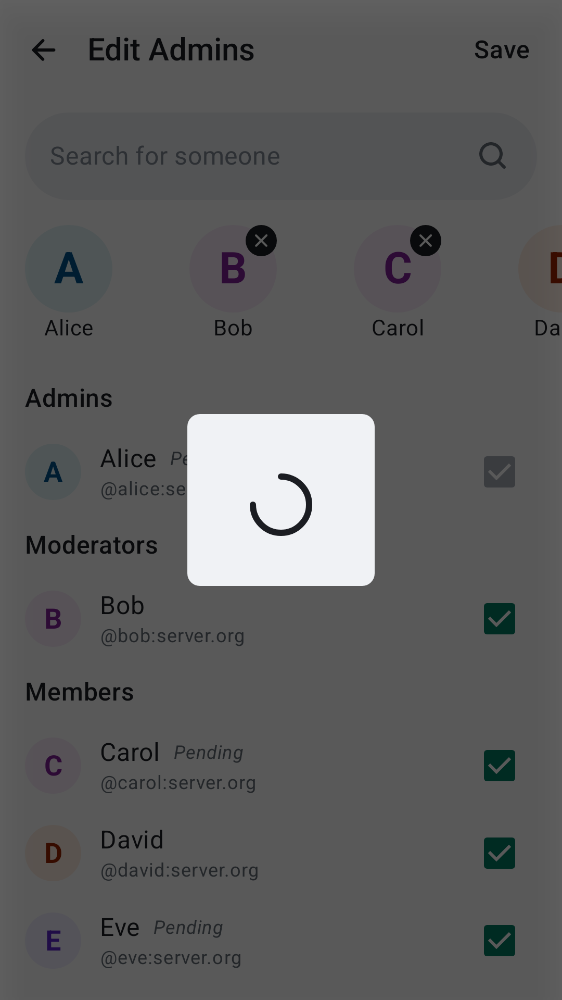 Edit Admins Save
Search for someone
A B C
Alice Bob Carol Da
Admins
A Alice
@alice:se
Moderators
B Bob
@bob:server.org
Members
C Carol Pending
@carol:server.org
D David
@david:server.org
E Eve Pending
@eve:server.org